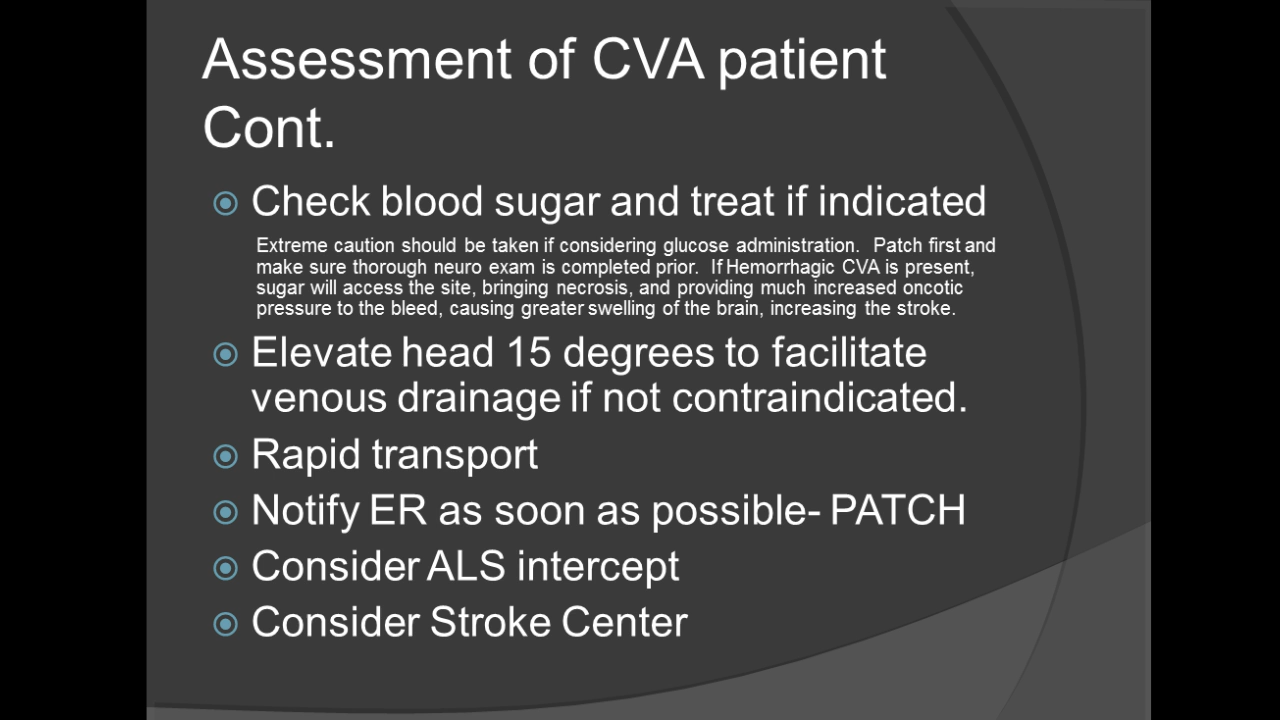 Assessment of CVA patient
Cont.
Check blood sugar and treat if indicated
Extreme caution should be taken if considering glucose administration.  Patch first and
make sure thorough neuro exam is completed prior.  If Hemorrhagic CVA is present,
sugar will access the site, bringing necrosis, and providing much increased oncotic
pressure to the bleed, causing greater swelling of the brain, increasing the stroke.
Elevate head 15 degrees to facilitate
venous drainage if not contraindicated.
Rapid transport
Notify ER as soon as possible- PATCH
Consider ALS intercept
Consider Stroke Center